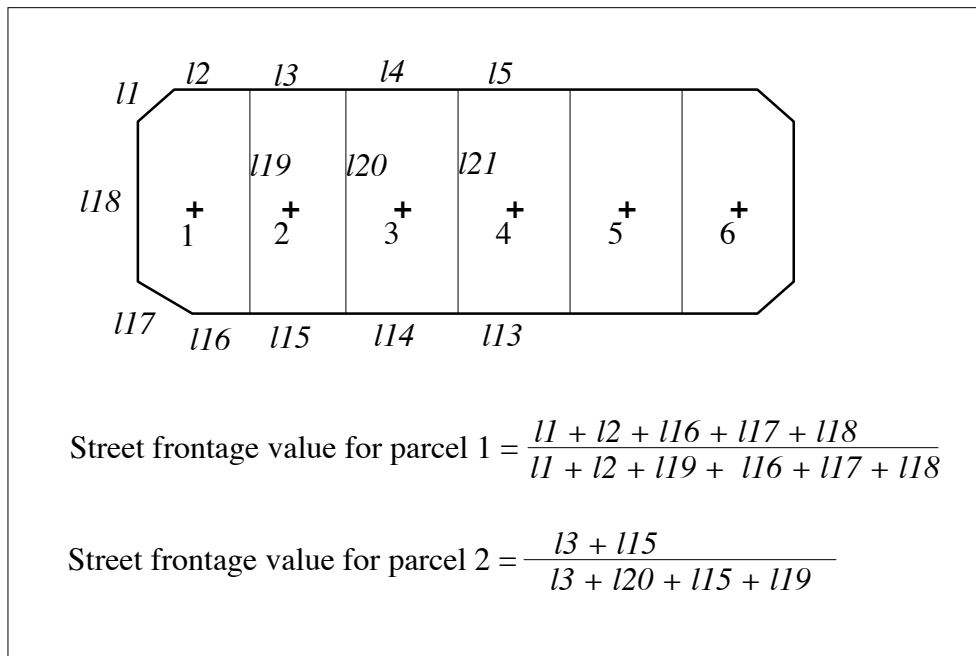 l2 l3 l4 l5
l1
l19 l20 l21
l18
1 2 3 4 5 6
l17
l16 l15 l14 l13
Street frontage value for parcel 1 = l1 + l2 + l16 + l17 + l18
l1 + l2 + l19 + l16 + l17 + l18
Street frontage value for parcel 2 = l3 + l15
l3 + l20 + l15 + l19